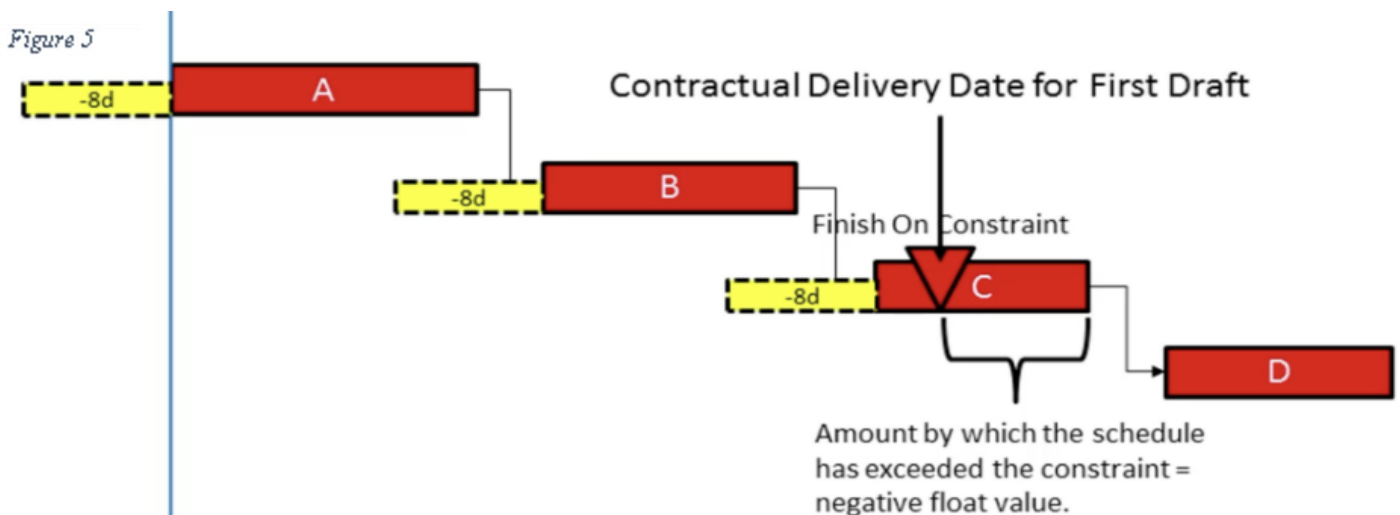 Figure 5
-8d
A
Contractual Delivery Date for First Draft
-8d
B
Finish On Constraint
-8d
C
D
Amount by which the schedule
has exceeded the constraint =
negative float value.